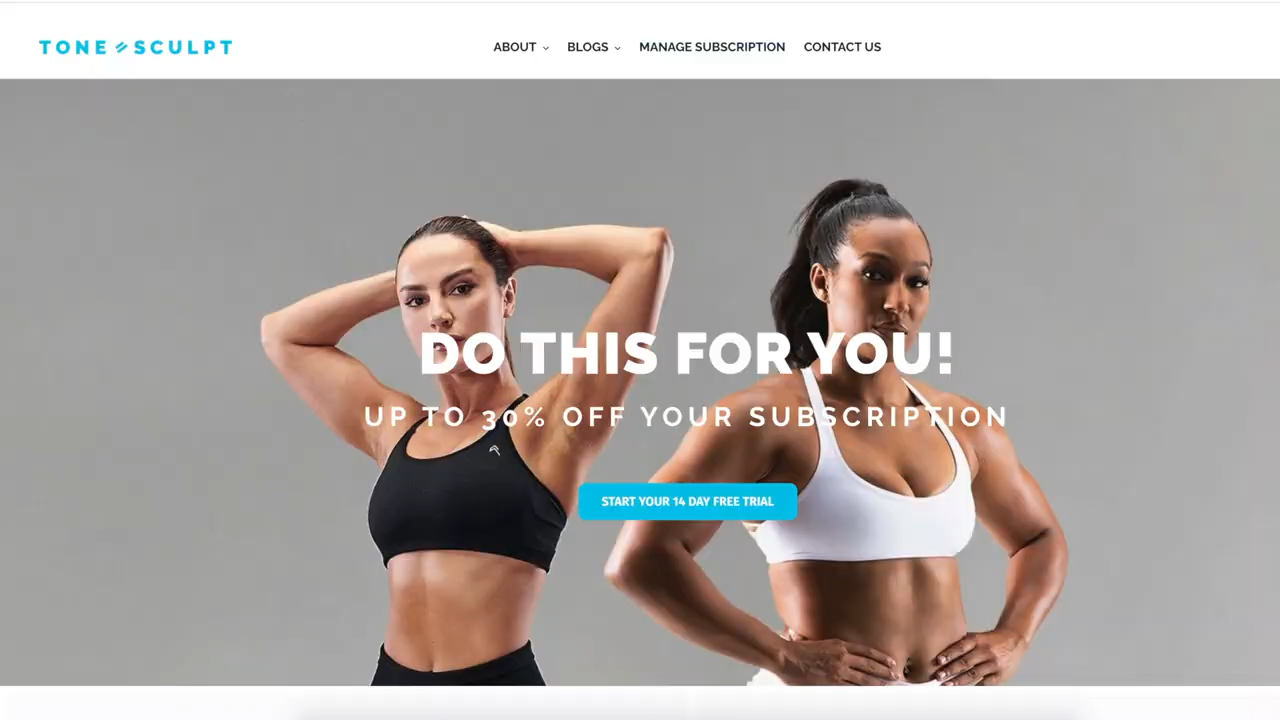 TONE SCULPT
ABOUT
BLOGS
MANAGE SUBSCRIPTION
CONTACT US
DO THIS FOR YOU!
UP TO 30% OFF YOUR SUBSCRIPTION
START YOUR 14 DAY FREE TRIAL